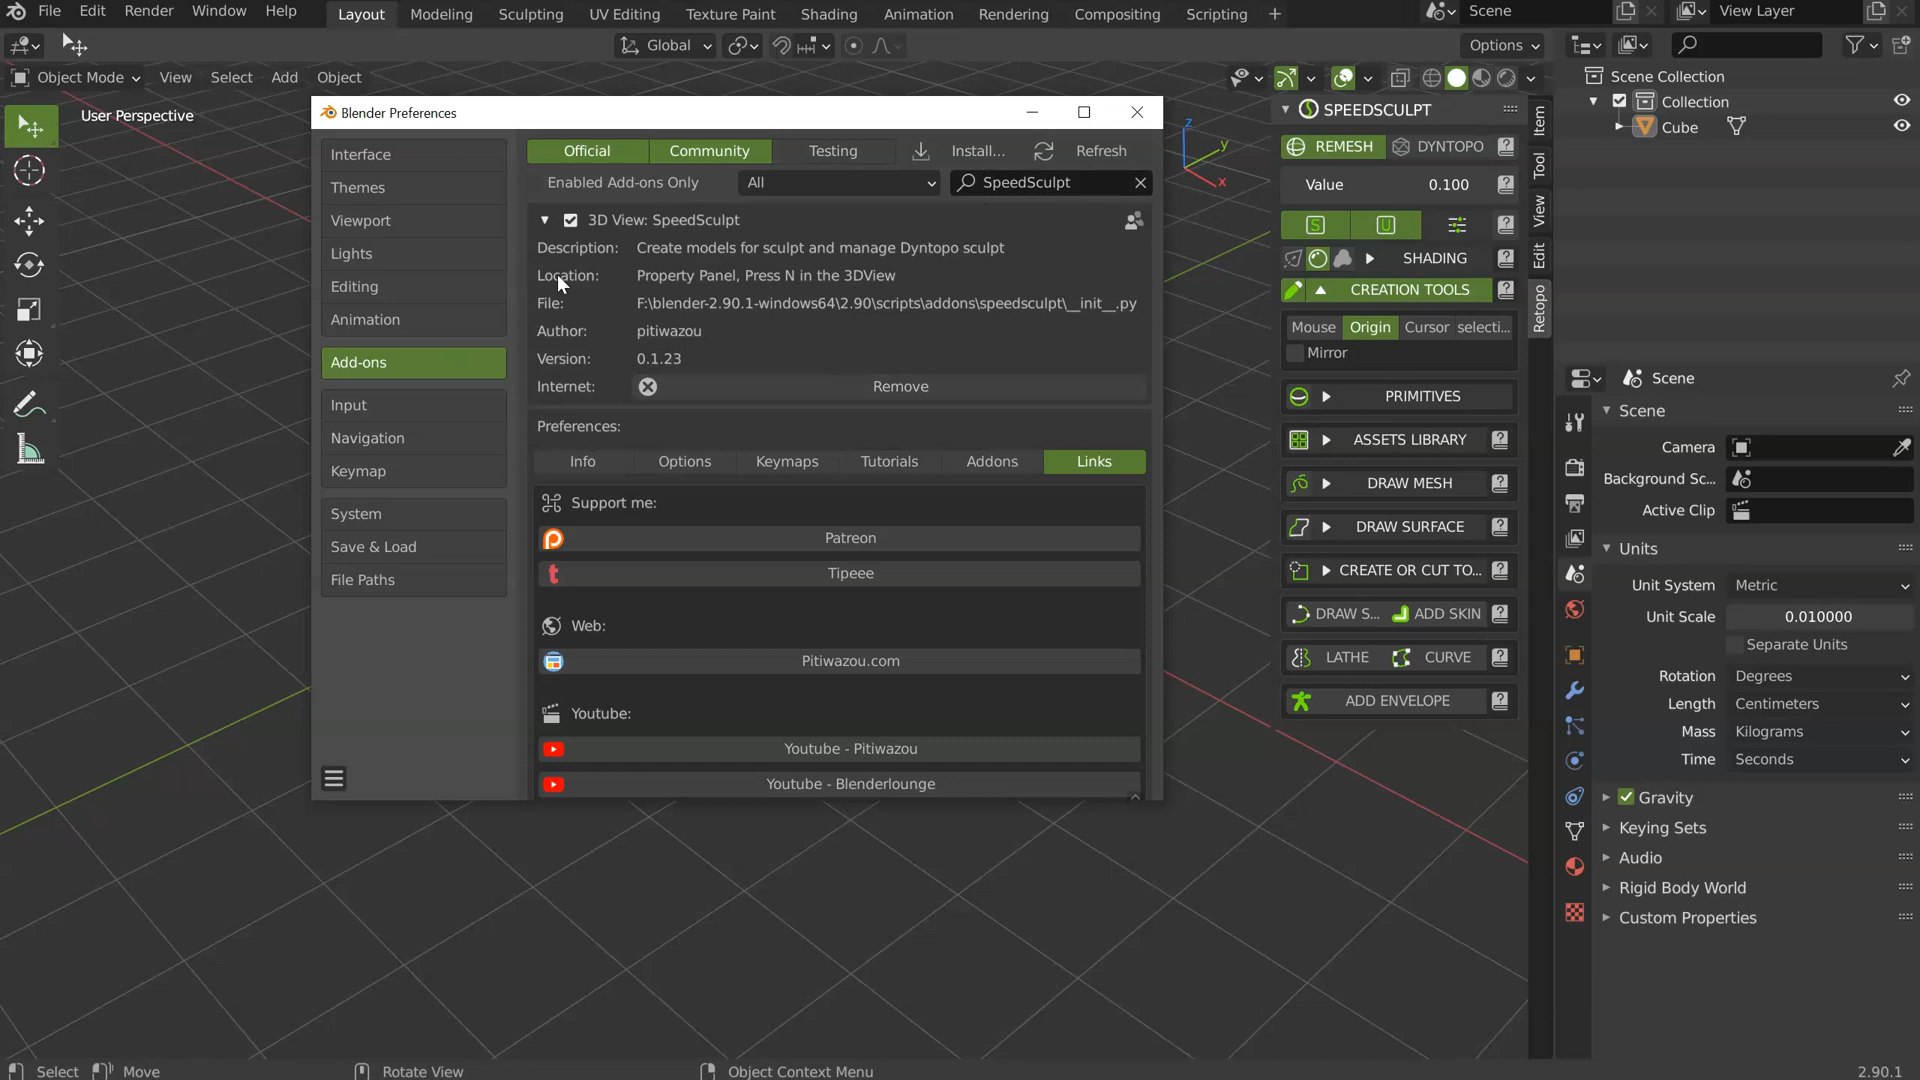 File Edit Render Window Help Layout Modeling Sculpting UV Editing Texture Paint Shading Animation Rendering Compositing Scripting + Scene View Layer
Global Options
Object Mode View Select Add Object
User Perspective
Blender Preferences
Interface
Themes
Viewport
Lights
Editing
Animation
Add-ons
Input
Navigation
Keymap
System
Save & Load
File Paths
Official Community Testing Install... Refresh
Enabled Add-ons Only All SpeedSculpt
3D View: SpeedSculpt
Description: Create models for sculpt and manage Dyntopo sculpt
Location: Property Panel, Press N in the 3DView
File: F:\blender-2.90.1-windows64\2.90\scripts\addons\speedsculpt\__init__.py
Author: pitiwazou
Version: 0.1.23
Internet: Remove
Preferences:
Info Options Keymaps Tutorials Addons Links
Support me:
Patreon
Tipeee
Web:
Pitiwazou.com
Youtube:
Youtube - Pitiwazou
Youtube - Blenderlounge
z
y
x
SPEEDSCULPT
REMESH DYNTOPO
Value 0.100
S U
SHADING
CREATION TOOLS
Mouse Origin Cursor selecti...
Mirror
PRIMITIVES
ASSETS LIBRARY
DRAW MESH
DRAW SURFACE
CREATE OR CUT TO...
DRAW S... ADD SKIN
LATHE CURVE
ADD ENVELOPE
Item
Tool
View
Edit
Retopo
Scene Collection
Collection
Cube
Scene
Scene
Camera
Background Sc...
Active Clip
Units
Unit System Metric
Unit Scale 0.010000
Separate Units
Rotation Degrees
Length Centimeters
Mass Kilograms
Time Seconds
Gravity
Keying Sets
Audio
Rigid Body World
Custom Properties
Select Move Rotate View Object Context Menu 2.90.1